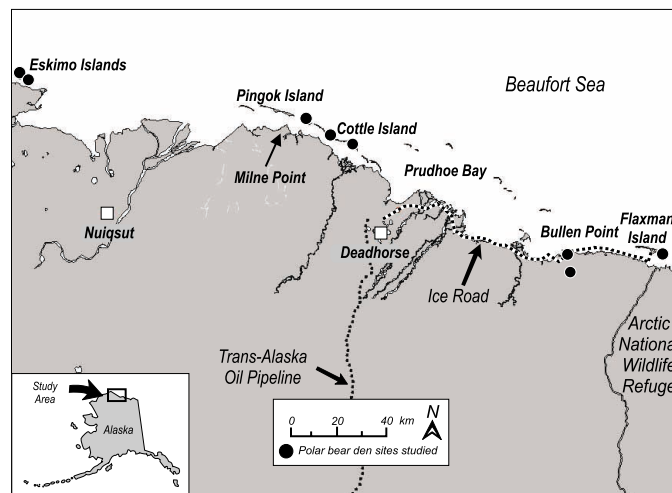 Eskimo Islands
Beaufort Sea
Pingok Island
Cottle Island
Milne Point
Prudhoe Bay
Nuiqsut
Deadhorse
Bullen Point
Flaxman
Island
Ice Road
Trans-Alaska
Oil Pipeline
Arctic
Nationa
Wildlife
Refuge
Study
Area
Alaska
0 20 40 km
N
Polar bear den sites studied